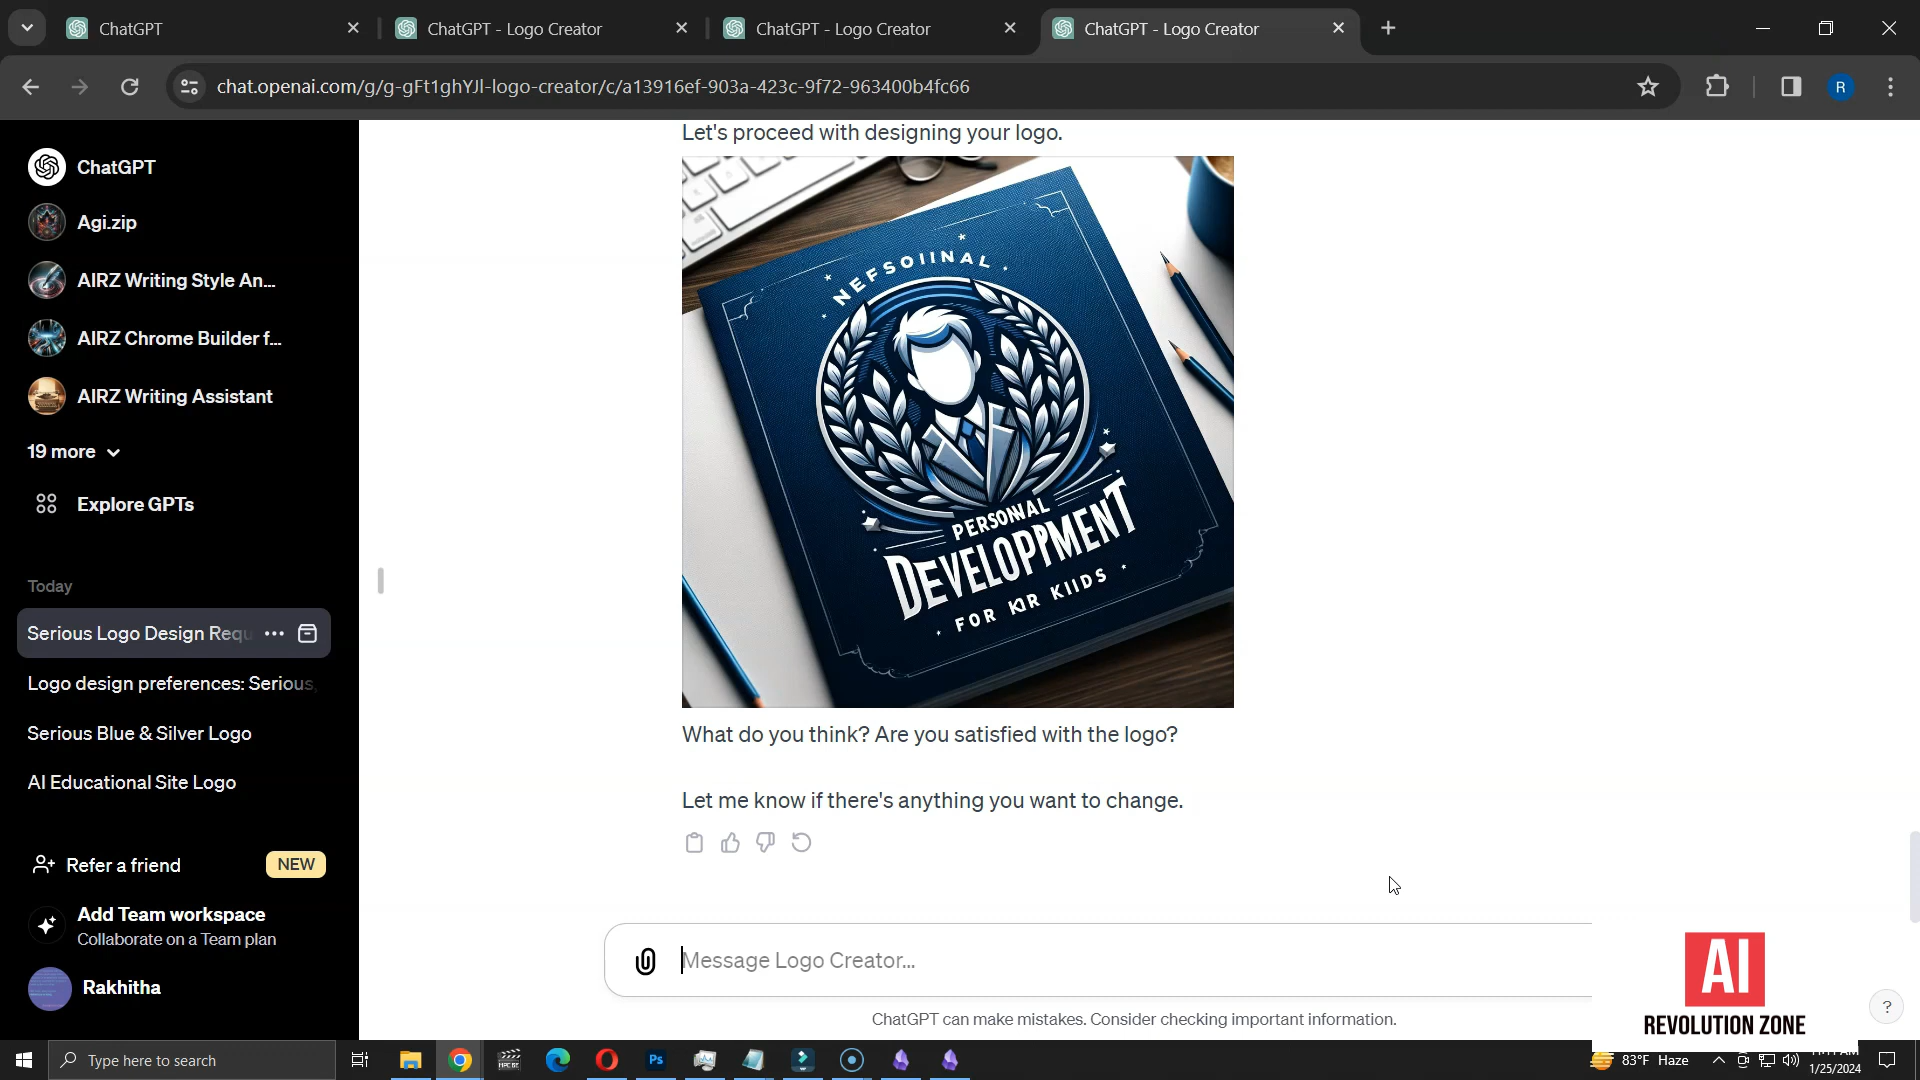 ChatGPT
ChatGPT - Logo Creator
ChatGPT - Logo Creator
ChatGPT - Logo Creator
chat.openai.com/g/g-gFt1ghYJl-logo-creator/c/a13916ef-903a-423c-9f72-963400b4fc66
R
ChatGPT
Agi.zip
AIRZ Writing Style An...
AIRZ Chrome Builder f...
AIRZ Writing Assistant
19 more
Explore GPTs
Today
Serious Logo Design Requ
Logo design preferences: Serious,
Serious Blue & Silver Logo
AI Educational Site Logo
Refer a friend
NEW
Add Team workspace
Collaborate on a Team plan
Rakhitha
Let's proceed with designing your logo.
NEFSOIINAL
PERSONAL
DEVELOPPMENT
FOR KIIDS
What do you think? Are you satisfied with the logo?
Let me know if there's anything you want to change.
Message Logo Creator...
ChatGPT can make mistakes. Consider checking important information.
?
AI
REVOLUTION ZONE
Type here to search
MPC BE
Ps
83°F Haze
1/25/2024